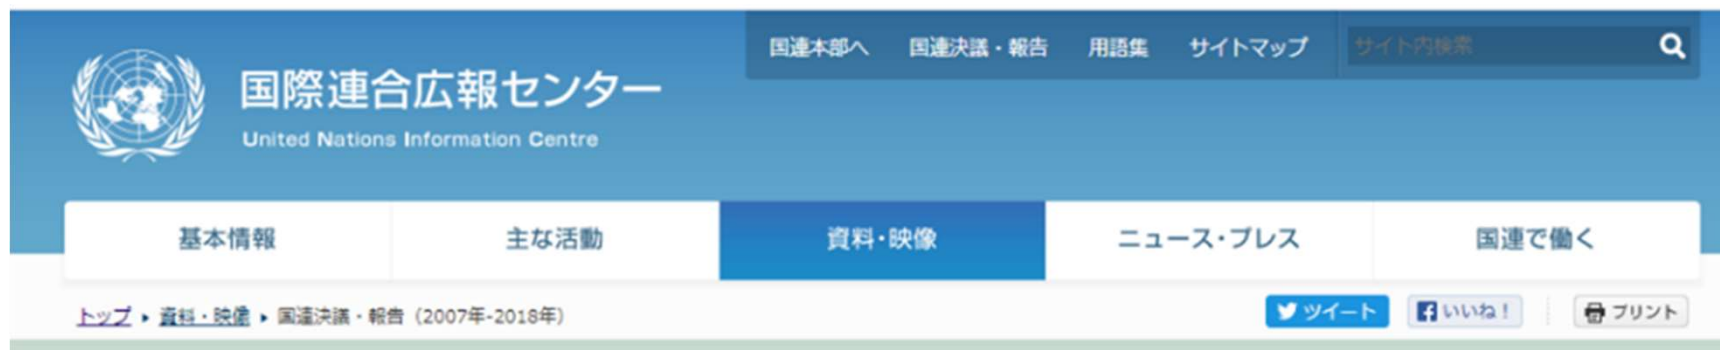 国連本部へ 国連決議・報告 用語集 サイトマップ サイト内検索
国際連合広報センター
United Nations Information Centre
基本情報 主な活動 資料・映像 ニュース・プレス 国連で働く
トップ ▸ 資料・映像 ▸ 国連決議・報告（2007年-2018年） ツイート いいね！ プリント